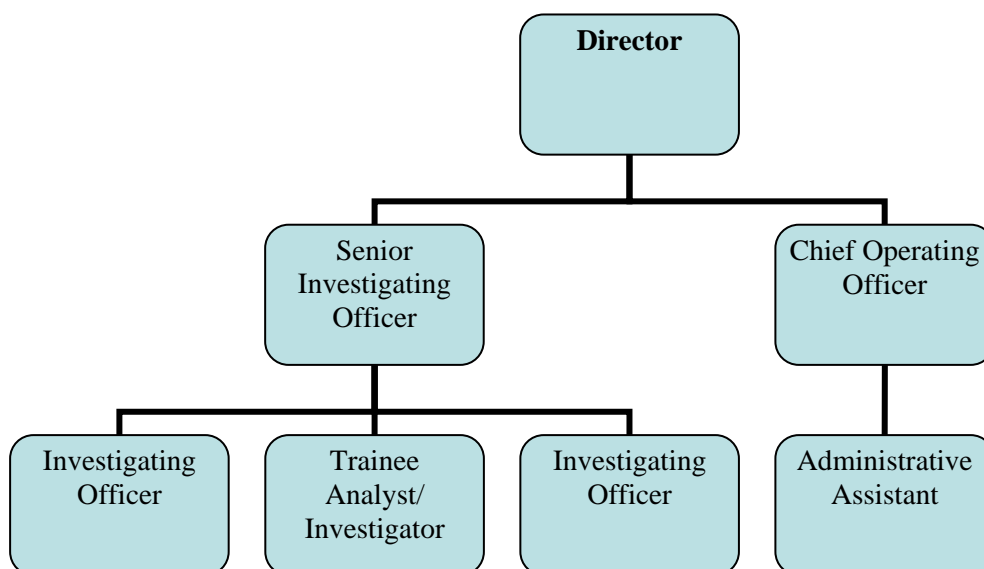 Director
Senior
Investigating
Officer
Chief Operating
Officer
Investigating
Officer
Trainee
Analyst/
Investigator
Investigating
Officer
Administrative
Assistant